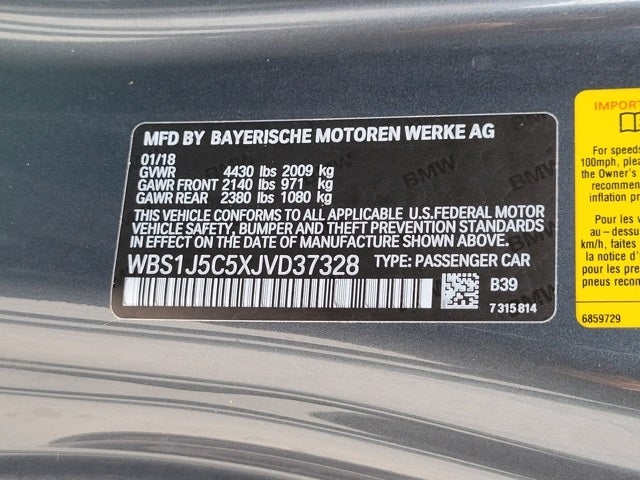 MFD BY BAYERISCHE MOTOREN WERKE AG
01/18
GVWR 4430 lbs 2009 kg
GAWR FRONT 2140 lbs 971 kg
GAWR REAR 2380 lbs 1080 kg
THIS VEHICLE CONFORMS TO ALL APPLICABLE U.S.FEDERAL MOTOR
VEHICLE SAFETY, BUMPER, AND THEFT PREVENTION STANDARDS
IN EFFECT ON THE DATE OF MANUFACTURE SHOWN ABOVE.
WBS1J5C5XJVD37328 TYPE: PASSENGER CAR
B39
7 315 814
IMPORT
For speeds
100mph, please
the Owner's
recommen
inflation pr
Pour les v
au-dessu
km/h, faites
la notice d'
pneus recom
6859729